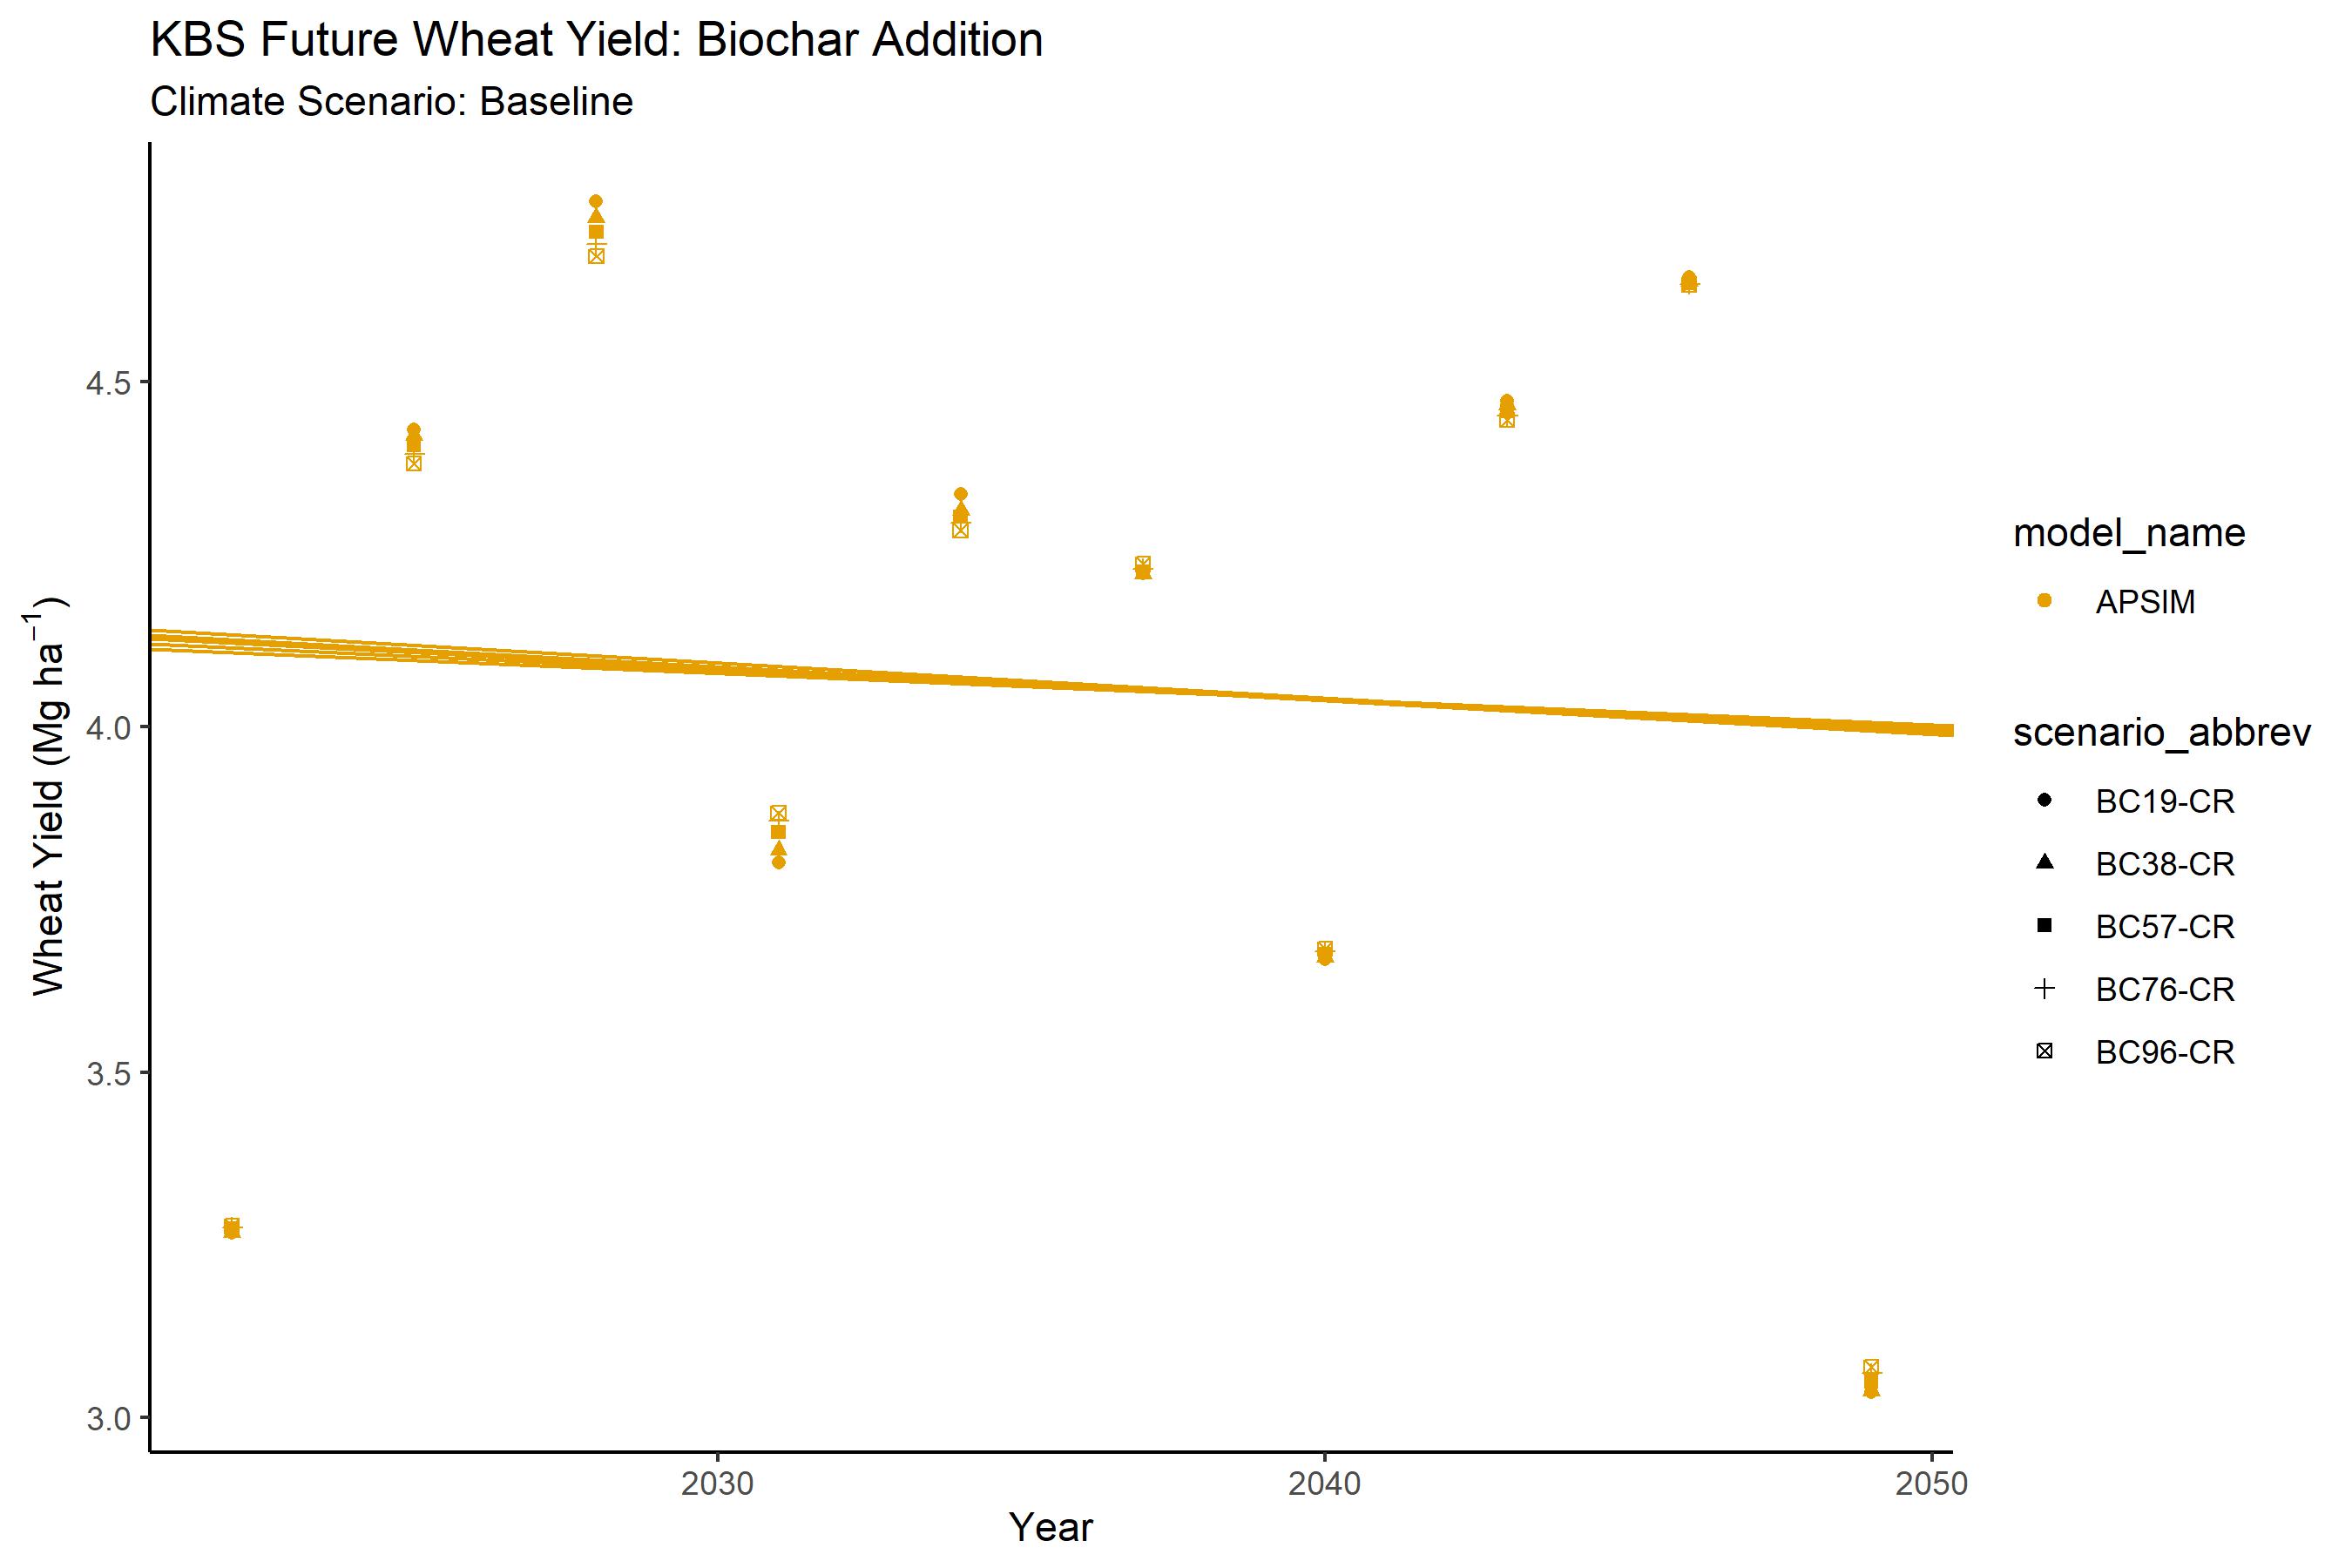 KBS Future Wheat Yield: Biochar Addition
Climate Scenario: Baseline
Wheat Yield (Mg ha⁻¹)
4.5
4.0
3.5
3.0
2030
2040
2050
Year
model_name
APSIM
scenario_abbrev
BC19-CR
BC38-CR
BC57-CR
BC76-CR
BC96-CR